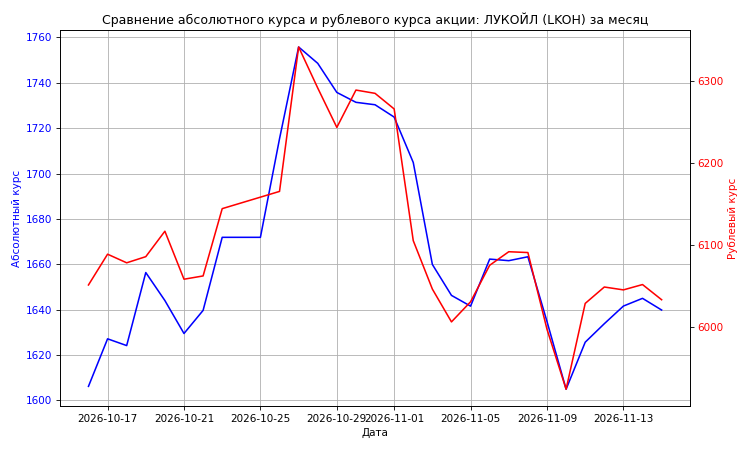 Сравнение абсолютного курса и рублевого курса акции: ЛУКОЙЛ (LKOH) за месяц
1760
1740
1720
1700
1680
1660
1640
1620
1600
Абсолютный курс
6300
6200
6100
6000
Рублевый курс
2026-10-17 2026-10-21 2026-10-25 2026-10-29 2026-11-01 2026-11-05 2026-11-09 2026-11-13
Дата